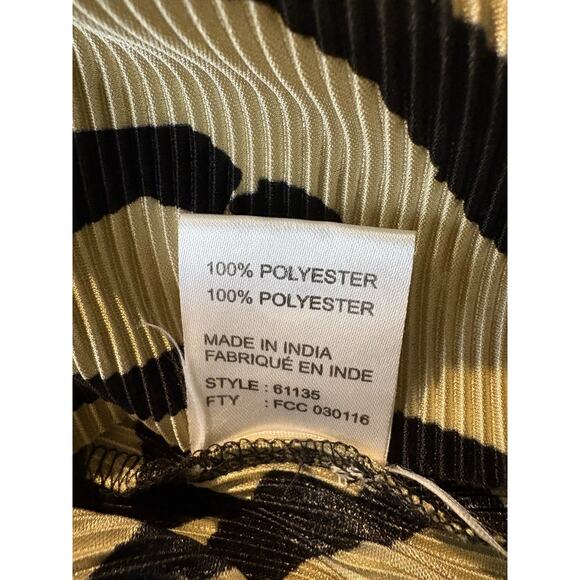 100% POLYESTER
100% POLYESTER
MADE IN INDIA
FABRIQUÉ EN INDE
STYLE : 61135
FTY : FCC 030116